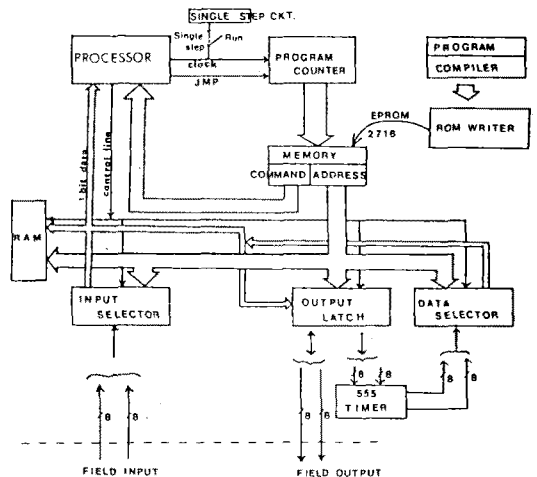 SINGLE STEP CKT.
Single step
Run
PROCESSOR
clock
JMP
PROGRAM COUNTER
PROGRAM
COMPILER
EPROM
2716
ROM WRITER
MEMORY
COMMAND
ADDRESS
1 bit data
control line
RAM
INPUT SELECTOR
OUTPUT LATCH
DATA SELECTOR
8
8
8
8
8
8
555 TIMER
8
8
FIELD INPUT
FIELD OUTPUT